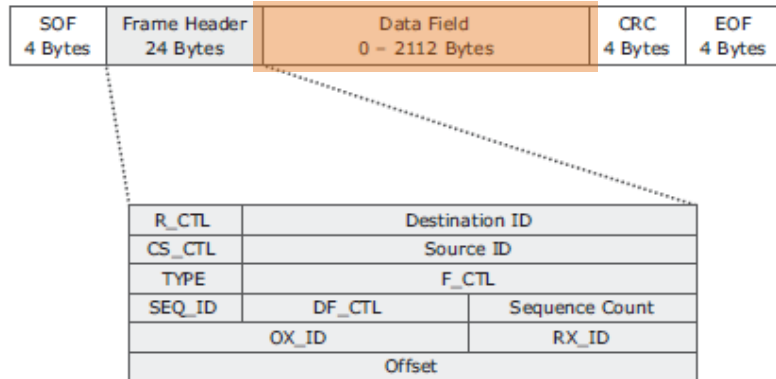 SOF Frame Header Data Field CRC EOF
4 Bytes 24 Bytes 0 – 2112 Bytes 4 Bytes 4 Bytes
R_CTL Destination ID
CS_CTL Source ID
TYPE F_CTL
SEQ_ID DF_CTL Sequence Count
OX_ID RX_ID
Offset